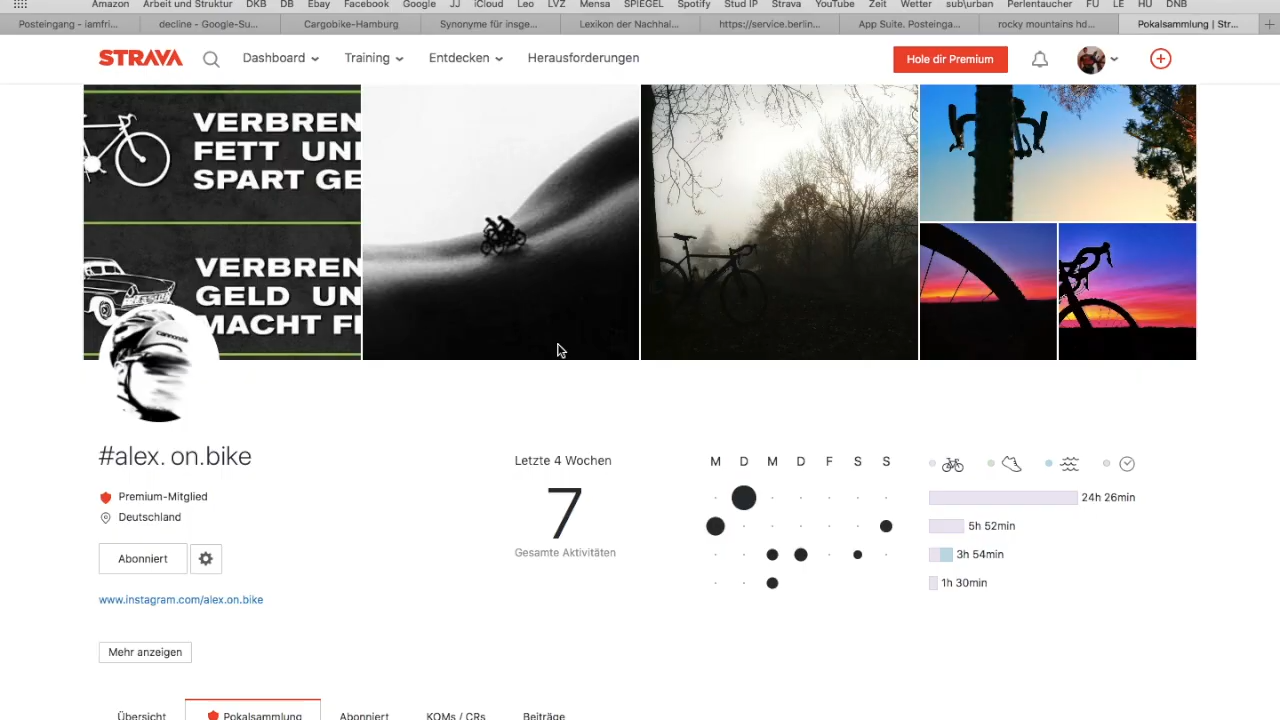 Amazon Arbeit und Struktur DKB DB Ebay Facebook Google JJ iCloud Leo LVZ Mensa SPIEGEL Spotify Stud IP Strava YouTube Zeit Wetter sub\urban Perlentaucher FU LE HU DNB
Posteingang - iamfri... decline - Google-Su... Cargobike-Hamburg Synonyme für insge... Lexikon der Nachhal... https://service.berlin... App Suite. Posteinga... rocky mountains hd... Pokalsammlung | Str...
STRAVA Dashboard Training Entdecken Herausforderungen Hole dir Premium
VERBREN
FETT UN
SPART GE
VERBREN
GELD UN
MACHT F
Cannonda
#alex. on.bike
Premium-Mitglied
Deutschland
Abonniert
www.instagram.com/alex.on.bike
Mehr anzeigen
Letzte 4 Wochen
7
Gesamte Aktivitäten
M D M D F S S
24h 26min
5h 52min
3h 54min
1h 30min
Übersicht Pokalsammlung Abonniert KOMs / CRs Beiträge